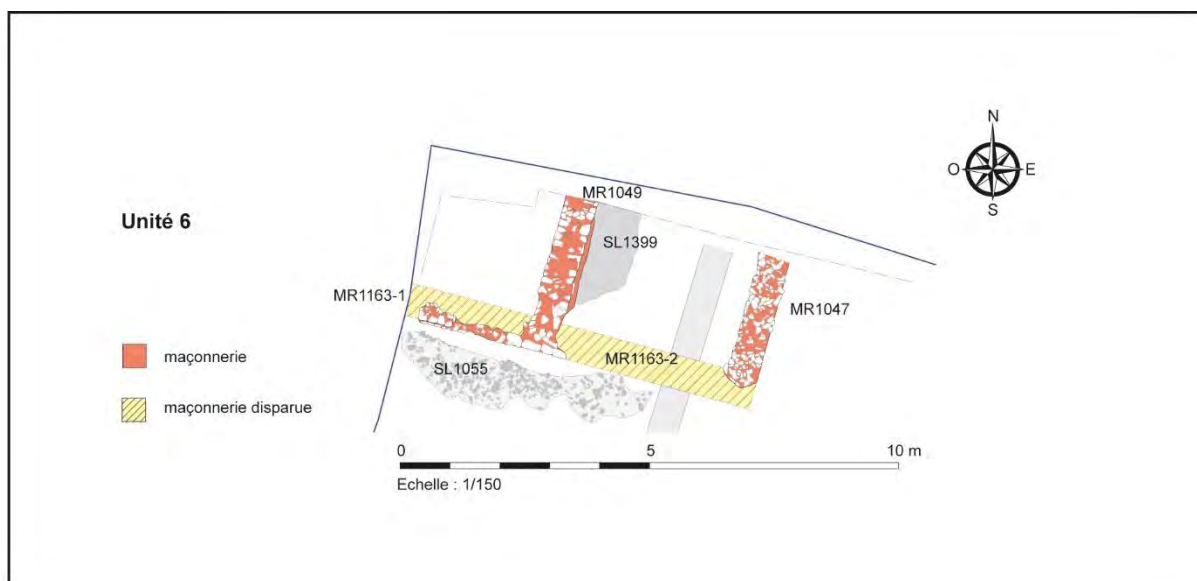 N
O
E
S
Unité 6
MR1049
SL1399
MR1163-1
MR1047
MR1163-2
SL1055
maçonnerie
maçonnerie disparue
0 5 10 m
Echelle : 1/150